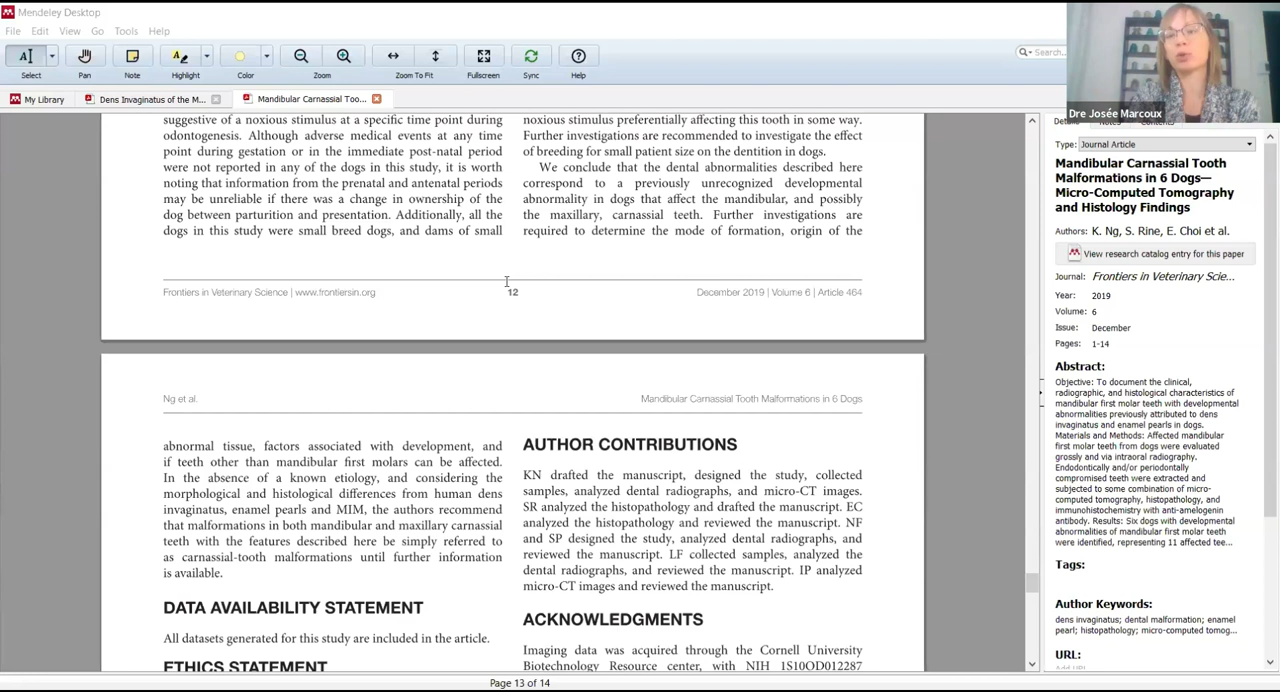 Mendeley Desktop
File Edit View Go Tools Help
Select Pan Note Highlight Color Zoom Zoom To Fit Fullscreen Sync Help
Search...
Dre Josée Marcoux
My Library Dens Invaginatus of the M... Mandibular Carnassial Too...
suggestive of a noxious stimulus at a specific time point during
odontogenesis. Although adverse medical events at any time
point during gestation or in the immediate post-natal period
were not reported in any of the dogs in this study, it is worth
noting that information from the prenatal and antenatal periods
may be unreliable if there was a change in ownership of the
dog between parturition and presentation. Additionally, all the
dogs in this study were small breed dogs, and dams of small
noxious stimulus preferentially affecting this tooth in some way.
Further investigations are recommended to investigate the effect
of breeding for small patient size on the dentition in dogs.
We conclude that the dental abnormalities described here
correspond to a previously unrecognized developmental
abnormality in dogs that affect the mandibular, and possibly
the maxillary, carnassial teeth. Further investigations are
required to determine the mode of formation, origin of the
Frontiers in Veterinary Science | www.frontiersin.org
12
December 2019 | Volume 6 | Article 464
Ng et al.
Mandibular Carnassial Tooth Malformations in 6 Dogs
abnormal tissue, factors associated with development, and
if teeth other than mandibular first molars can be affected.
In the absence of a known etiology, and considering the
morphological and histological differences from human dens
invaginatus, enamel pearls and MIM, the authors recommend
that malformations in both mandibular and maxillary carnassial
teeth with the features described here be simply referred to
as carnassial-tooth malformations until further information
is available.
DATA AVAILABILITY STATEMENT
All datasets generated for this study are included in the article.
ETHICS STATEMENT
AUTHOR CONTRIBUTIONS
KN drafted the manuscript, designed the study, collected
samples, analyzed dental radiographs, and micro-CT images.
SR analyzed the histopathology and drafted the manuscript. EC
analyzed the histopathology and reviewed the manuscript. NF
and SP designed the study, analyzed dental radiographs, and
reviewed the manuscript. LF collected samples, analyzed the
dental radiographs, and reviewed the manuscript. IP analyzed
micro-CT images and reviewed the manuscript.
ACKNOWLEDGMENTS
Imaging data was acquired through the Cornell University
Biotechnology Resource center, with NIH 1S10OD012287
Details Notes Contents
Type: Journal Article
Mandibular Carnassial Tooth
Malformations in 6 Dogs—
Micro-Computed Tomography
and Histology Findings
Authors: K. Ng, S. Rine, E. Choi et al.
View research catalog entry for this paper
Journal: Frontiers in Veterinary Scie...
Year: 2019
Volume: 6
Issue: December
Pages: 1-14
Abstract:
Objective: To document the clinical,
radiographic, and histological characteristics of
mandibular first molar teeth with developmental
abnormalities previously attributed to dens
invaginatus and enamel pearls in dogs.
Materials and Methods: Affected mandibular
first molar teeth from dogs were evaluated
grossly and via intraoral radiography.
Endodontically and/or periodontally
compromised teeth were extracted and
subjected to some combination of micro-
computed tomography, histopathology, and
immunohistochemistry with anti-amelogenin
antibody. Results: Six dogs with developmental
abnormalities of mandibular first molar teeth
were identified, representing 11 affected tee...
Tags:
Author Keywords:
dens invaginatus; dental malformation; enamel
pearl; histopathology; micro-computed tomog...
URL:
Add URL
Page 13 of 14